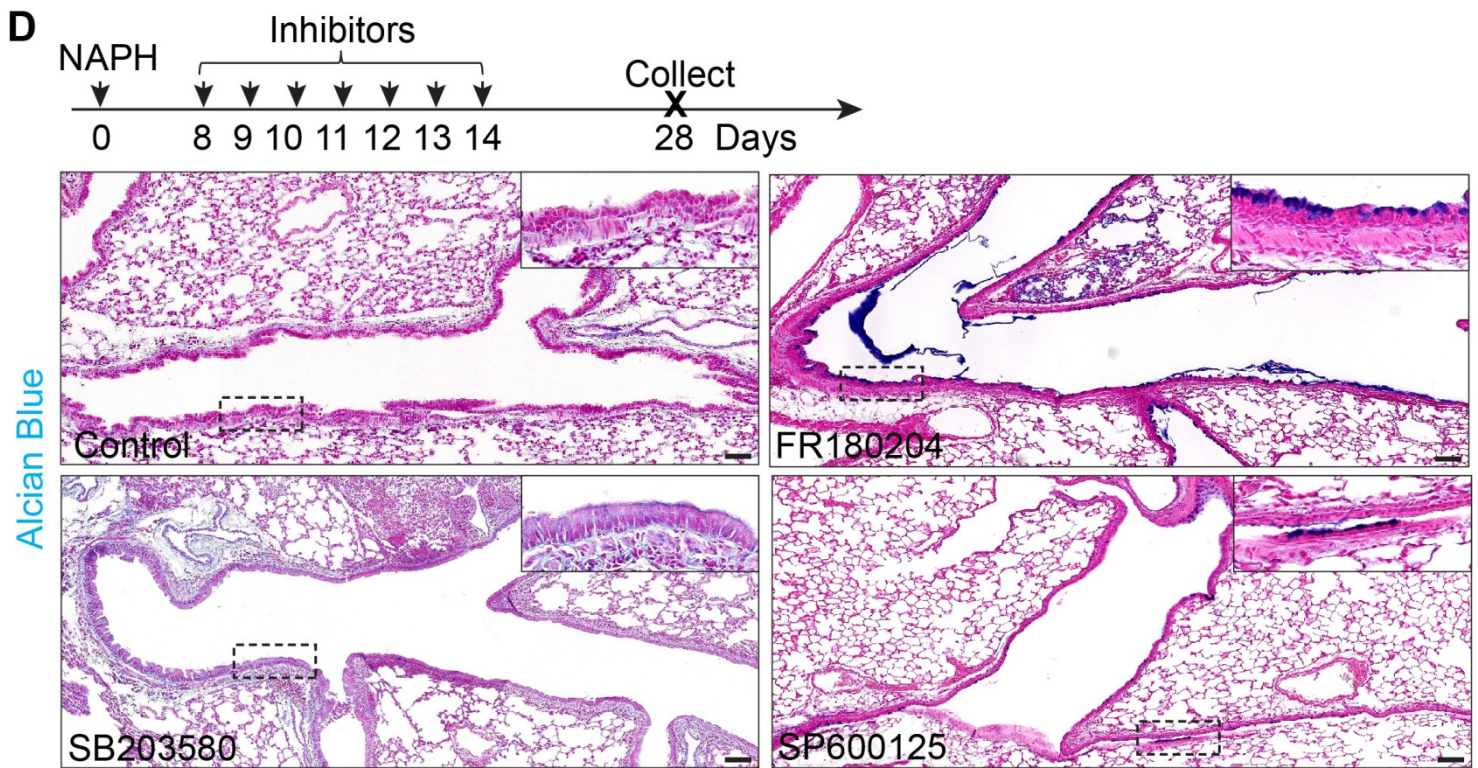 D
Inhibitors
NAPH
Collect
X
0 8 9 10 11 12 13 14 28 Days
Alcian Blue
Control
FR180204
SB203580
SP600125